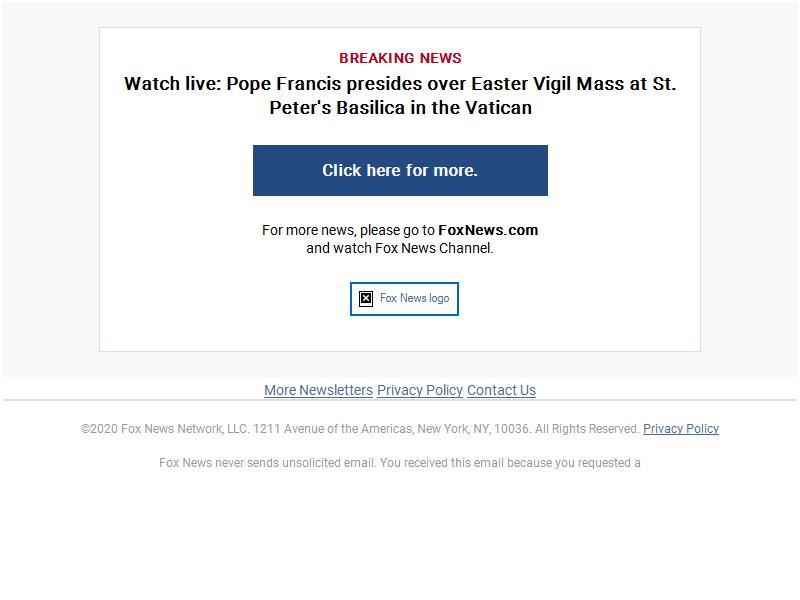 BREAKING NEWS
Watch live: Pope Francis presides over Easter Vigil Mass at St.
Peter's Basilica in the Vatican
Click here for more.
For more news, please go to FoxNews.com
and watch Fox News Channel.
Fox News logo
More Newsletters Privacy Policy Contact Us
©2020 Fox News Network, LLC. 1211 Avenue of the Americas, New York, NY, 10036. All Rights Reserved. Privacy Policy
Fox News never sends unsolicited email. You received this email because you requested a